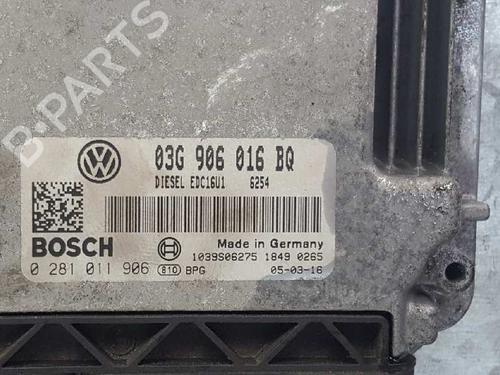 B-PARTS
03G 906 016 BQ
DIESEL EDC16U1 6254
BOSCH
Made in Germany
1039S06275 1849 0265
0 281 011 906 810 BPG 05-03-16